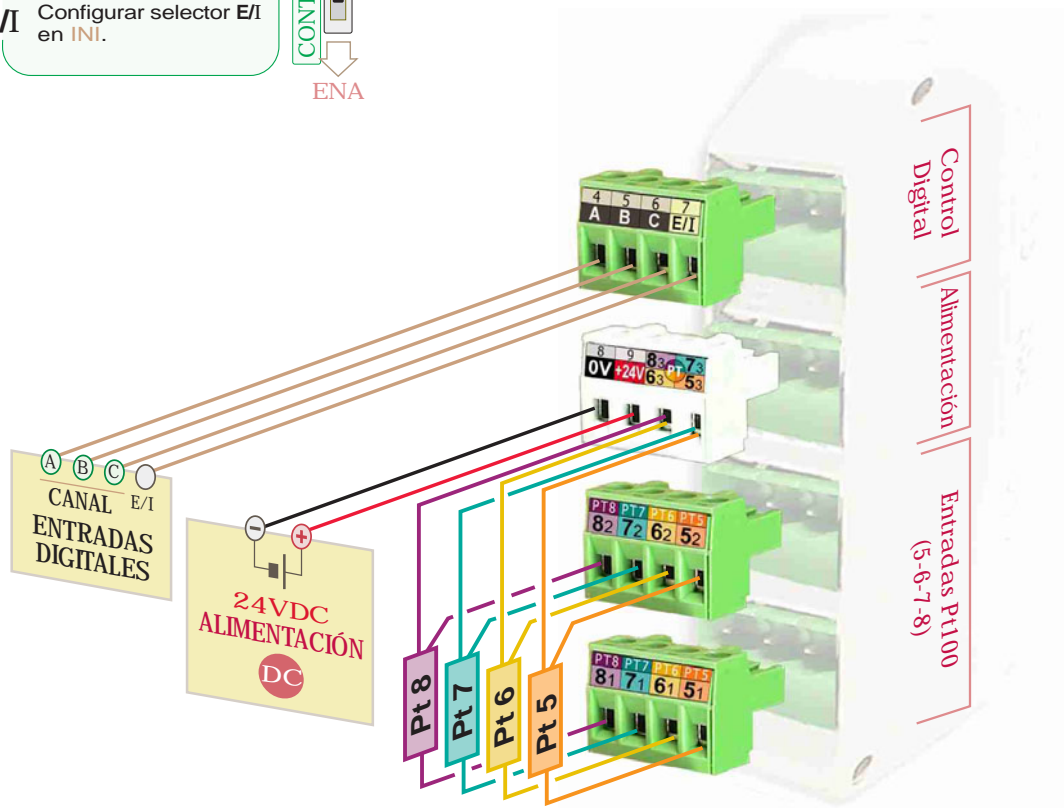 /I Configurar selector E/I
en INI.
CONT
ENA
Control
Digital
Alimentación
Entradas Pt100
(5-6-7-8)
4 5 6 7
A B C E/I
8 9 83 73
0V +24V 63 PT 53
A B C
CANAL E/I
ENTRADAS
DIGITALES
− +
24VDC
ALIMENTACIÓN
DC
PT8 PT7 PT6 PT5
82 72 62 52
PT8 PT7 PT6 PT5
81 71 61 51
Pt 8
Pt 7
Pt 6
Pt 5